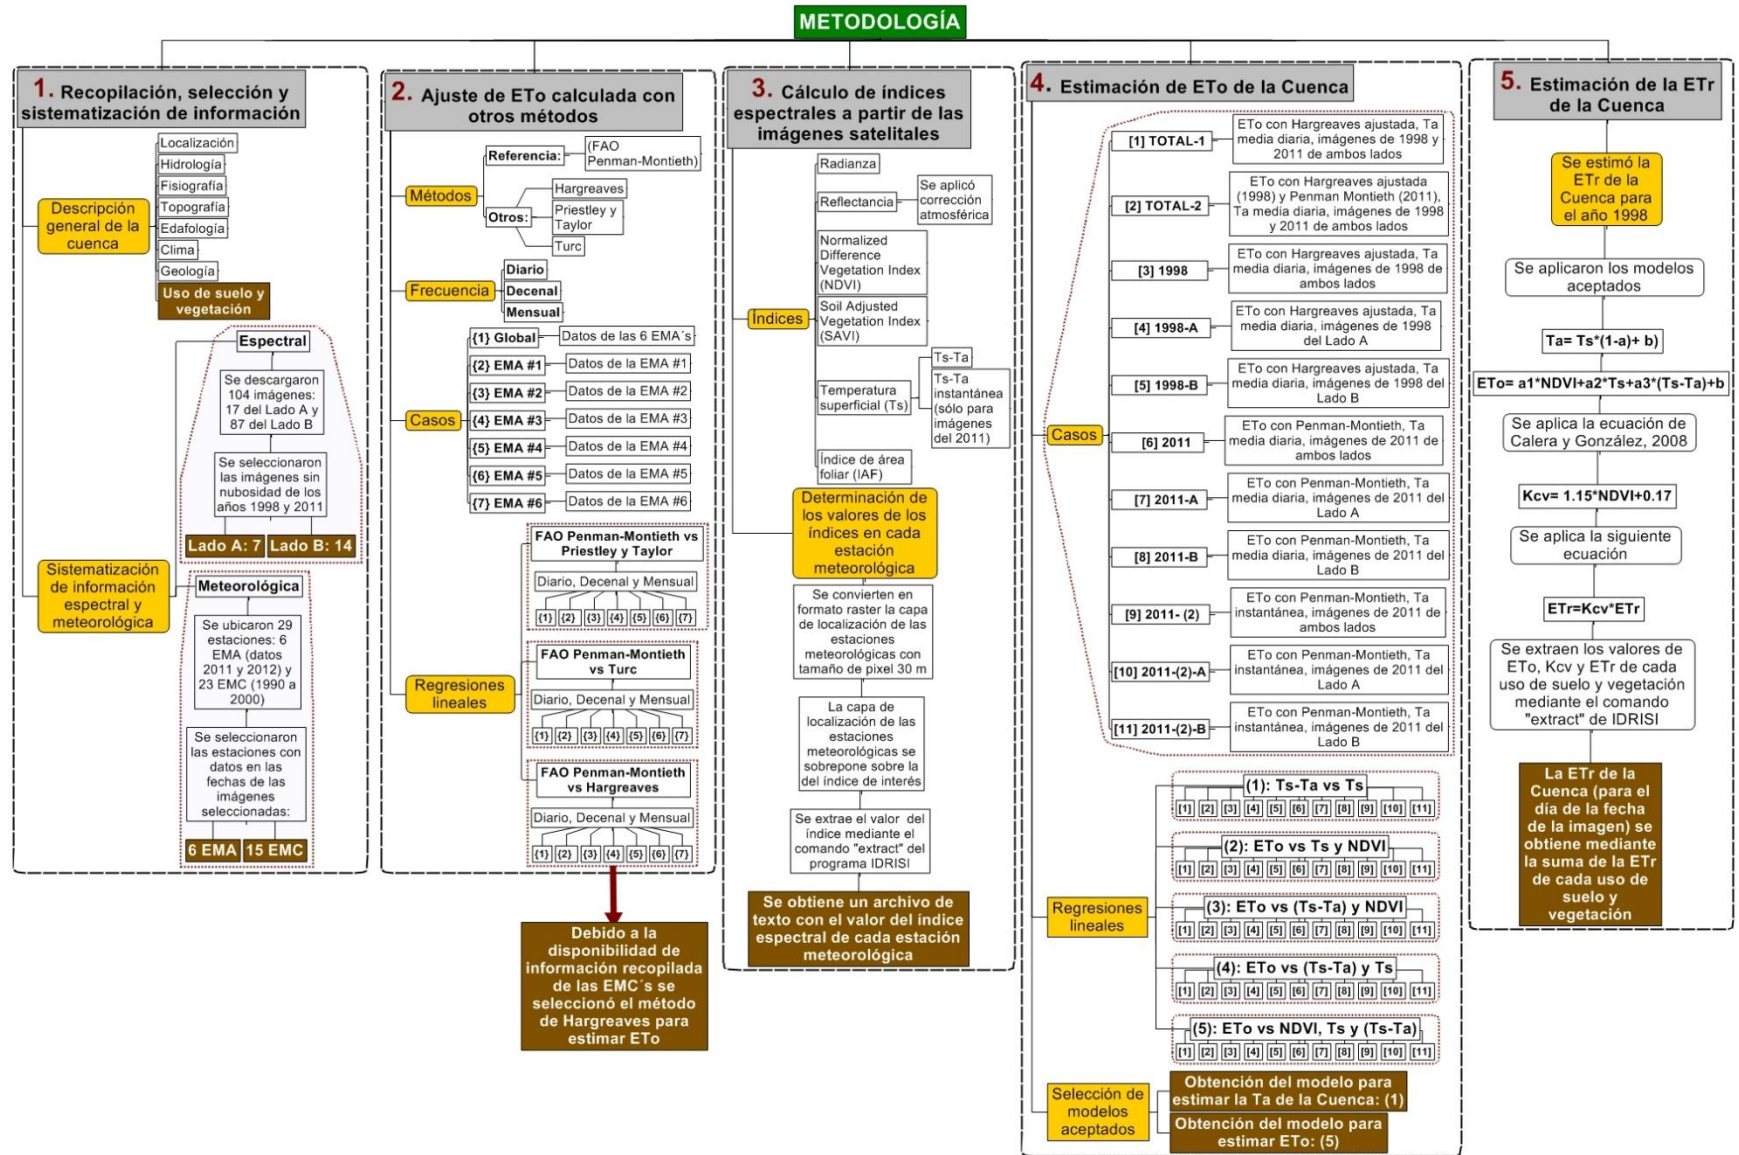 METODOLOGÍA
1. Recopilación, selección y
sistematización de información
Descripción
general de la
cuenca
Localización
Hidrología
Fisiografía
Topografía
Edafología
Clima
Geología
Uso de suelo y
vegetación
Sistematización
de información
espectral y
meteorológica
Espectral
Se descargaron
104 imágenes:
17 del Lado A y
87 del Lado B
Se seleccionaron
las imágenes sin
nubosidad de los
años 1998 y 2011
Lado A: 7
Lado B: 14
Meteorológica
Se ubicaron 29
estaciones: 6
EMA (datos
2011 y 2012) y
23 EMC (1990 a
2000)
Se seleccionaron
las estaciones con
datos en las
fechas de las
imágenes
seleccionadas:
6 EMA
15 EMC
2. Ajuste de ETo calculada con
otros métodos
Métodos
Referencia:
(FAO
Penman-Montieth)
Otros:
Hargreaves
Priestley y
Taylor
Turc
Frecuencia
Diario
Decenal
Mensual
Casos
{1} Global
Datos de las 6 EMA´s
{2} EMA #1
Datos de la EMA #1
{3} EMA #2
Datos de la EMA #2
{4} EMA #3
Datos de la EMA #3
{5} EMA #4
Datos de la EMA #4
{6} EMA #5
Datos de la EMA #5
{7} EMA #6
Datos de la EMA #6
Regresiones
lineales
FAO Penman-Montieth vs
Priestley y Taylor
Diario, Decenal y Mensual
{1} {2} {3} {4} {5} {6} {7}
FAO Penman-Montieth
vs Turc
Diario, Decenal y Mensual
{1} {2} {3} {4} {5} {6} {7}
FAO Penman-Montieth
vs Hargreaves
Diario, Decenal y Mensual
{1} {2} {3} {4} {5} {6} {7}
Debido a la
disponibilidad de
información recopilada
de las EMC´s se
seleccionó el método
de Hargreaves para
estimar ETo
3. Cálculo de índices
espectrales a partir de las
imágenes satelitales
Índices
Radianza
Reflectancia
Se aplicó
corrección
atmosférica
Normalized
Difference
Vegetation Index
(NDVI)
Soil Adjusted
Vegetation Index
(SAVI)
Temperatura
superficial (Ts)
Ts-Ta
Ts-Ta
instantánea
(sólo para
imágenes
del 2011)
Índice de área
foliar (IAF)
Determinación de
los valores de los
índices en cada
estación
meteorológica
Se convierten en
formato raster la capa
de localización de las
estaciones
meteorológicas con
tamaño de pixel 30 m
La capa de
localización de las
estaciones
meteorológicas se
sobrepone sobre la
del índice de interés
Se extrae el valor del
índice mediante el
comando "extract" del
programa IDRISI
Se obtiene un archivo de
texto con el valor del índice
espectral de cada estación
meteorológica
4. Estimación de ETo de la Cuenca
Casos
[1] TOTAL-1
ETo con Hargreaves ajustada, Ta
media diaria, imágenes de 1998 y
2011 de ambos lados
[2] TOTAL-2
ETo con Hargreaves ajustada
(1998) y Penman Montieth (2011),
Ta media diaria, imágenes de 1998
y 2011 de ambos lados
[3] 1998
ETo con Hargreaves ajustada, Ta
media diaria, imágenes de 1998 de
ambos lados
[4] 1998-A
ETo con Hargreaves ajustada, Ta
media diaria, imágenes de 1998
del Lado A
[5] 1998-B
ETo con Hargreaves ajustada, Ta
media diaria, imágenes de 1998 del
Lado B
[6] 2011
ETo con Penman-Montieth, Ta
media diaria, imágenes de 2011 de
ambos lados
[7] 2011-A
ETo con Penman-Montieth, Ta
media diaria, imágenes de 2011 del
Lado A
[8] 2011-B
ETo con Penman-Montieth, Ta
media diaria, imágenes de 2011 del
Lado B
[9] 2011- (2)
ETo con Penman-Montieth, Ta
instantánea, imágenes de 2011 de
ambos lados
[10] 2011-(2)-A
ETo con Penman-Montieth, Ta
instantánea, imágenes de 2011 del
Lado A
[11] 2011-(2)-B
ETo con Penman-Montieth, Ta
instantánea, imágenes de 2011 del
Lado B
Regresiones
lineales
(1): Ts-Ta vs Ts
[1] [2] [3] [4] [5] [6] [7] [8] [9] [10] [11]
(2): ETo vs Ts y NDVI
[1] [2] [3] [4] [5] [6] [7] [8] [9] [10] [11]
(3): ETo vs (Ts-Ta) y NDVI
[1] [2] [3] [4] [5] [6] [7] [8] [9] [10] [11]
(4): ETo vs (Ts-Ta) y Ts
[1] [2] [3] [4] [5] [6] [7] [8] [9] [10] [11]
(5): ETo vs NDVI, Ts y (Ts-Ta)
[1] [2] [3] [4] [5] [6] [7] [8] [9] [10] [11]
Selección de
modelos
aceptados
Obtención del modelo para
estimar la Ta de la Cuenca: (1)
Obtención del modelo para
estimar ETo: (5)
5. Estimación de la ETr
de la Cuenca
Se estimó la
ETr de la
Cuenca para
el año 1998
Se aplicaron los modelos
aceptados
Ta= Ts*(1-a)+ b)
ETo= a1*NDVI+a2*Ts+a3*(Ts-Ta)+b
Se aplica la ecuación de
Calera y González, 2008
Kcv= 1.15*NDVI+0.17
Se aplica la siguiente
ecuación
ETr=Kcv*ETr
Se extraen los valores de
ETo, Kcv y ETr de cada
uso de suelo y vegetación
mediante el comando
"extract" de IDRISI
La ETr de la
Cuenca (para el
día de la fecha
de la imagen) se
obtiene mediante
la suma de la ETr
de cada uso de
suelo y
vegetación